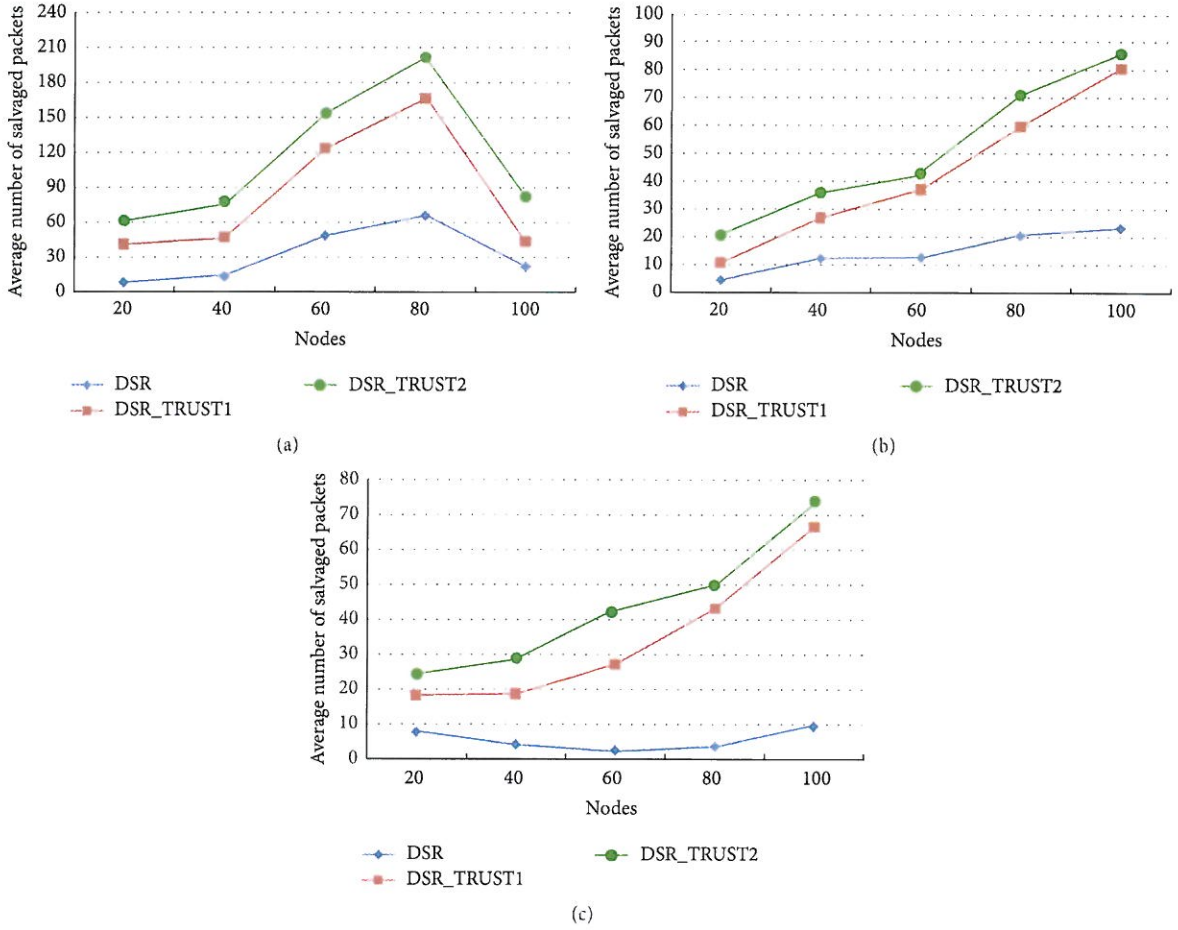 Average number of salvaged packets
240
210
180
150
120
90
60
30
0
20 40 60 80 100
Nodes
DSR
DSR_TRUST2
DSR_TRUST1
(a)
Average number of salvaged packets
100
90
80
70
60
50
40
30
20
10
0
20 40 60 80 100
Nodes
DSR
DSR_TRUST2
DSR_TRUST1
(b)
Average number of salvaged packets
80
70
60
50
40
30
20
10
0
20 40 60 80 100
Nodes
DSR
DSR_TRUST2
DSR_TRUST1
(c)